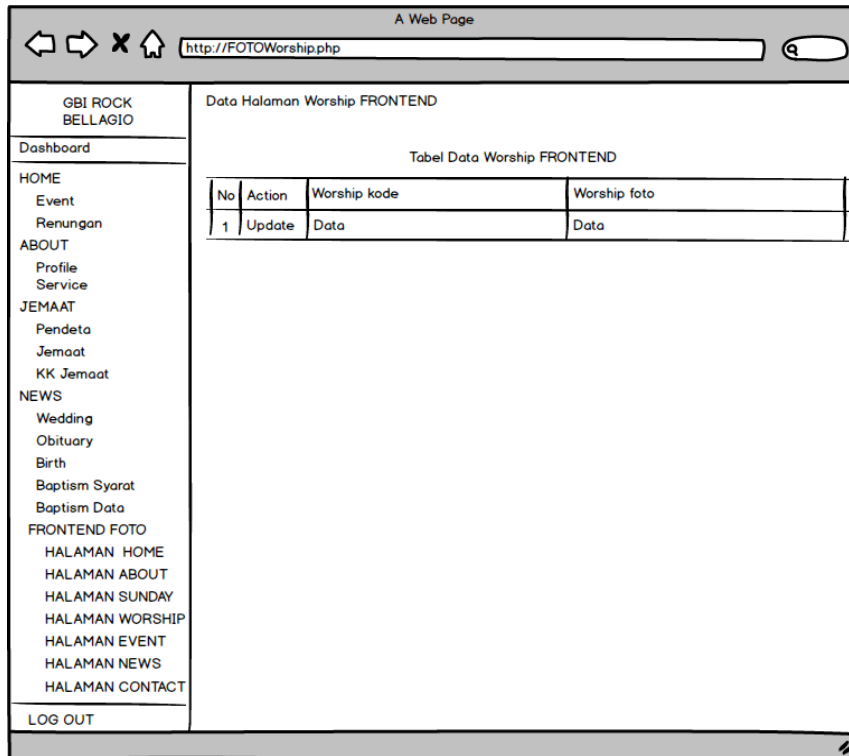 A Web Page
http://FOTOWorship.php
GBI ROCK
BELLAGIO
Dashboard
HOME
Event
Renungan
ABOUT
Profile
Service
JEMAAT
Pendeta
Jemaat
KK Jemaat
NEWS
Wedding
Obituary
Birth
Baptism Syarat
Baptism Data
FRONTEND FOTO
HALAMAN HOME
HALAMAN ABOUT
HALAMAN SUNDAY
HALAMAN WORSHIP
HALAMAN EVENT
HALAMAN NEWS
HALAMAN CONTACT
LOG OUT
Data Halaman Worship FRONTEND
Tabel Data Worship FRONTEND
No Action Worship kode Worship foto
1 Update Data Data